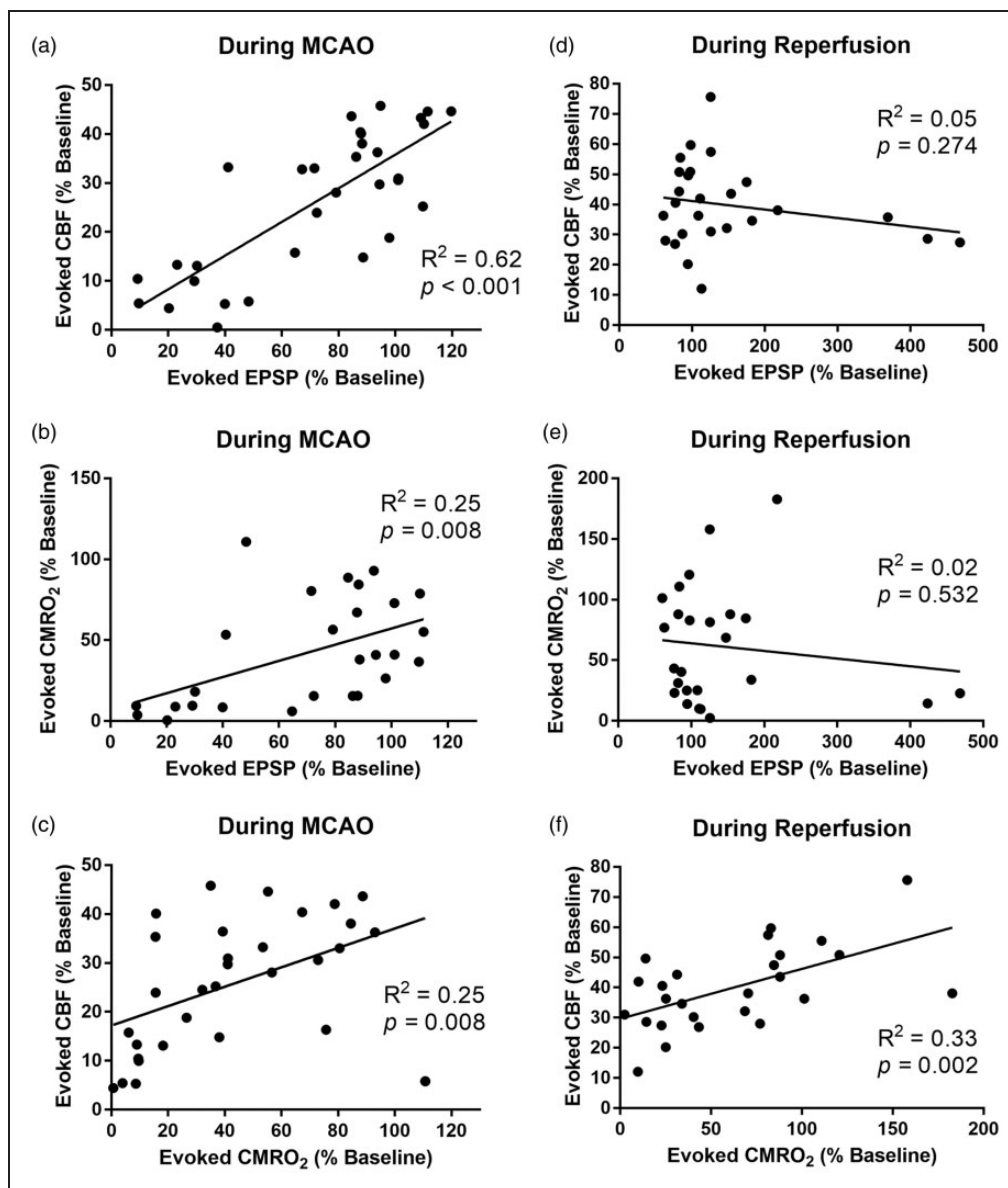 (a)
During MCAO
Evoked CBF (% Baseline)
50
40
30
20
10
0
R² = 0.62
p < 0.001
0 20 40 60 80 100 120
Evoked EPSP (% Baseline)
(d)
During Reperfusion
Evoked CBF (% Baseline)
80
70
60
50
40
30
20
10
0
R² = 0.05
p = 0.274
0 100 200 300 400 500
Evoked EPSP (% Baseline)
(b)
During MCAO
Evoked CMRO₂ (% Baseline)
150
100
50
0
R² = 0.25
p = 0.008
0 20 40 60 80 100 120
Evoked EPSP (% Baseline)
(e)
During Reperfusion
Evoked CMRO₂ (% Baseline)
200
150
100
50
0
R² = 0.02
p = 0.532
0 100 200 300 400 500
Evoked EPSP (% Baseline)
(c)
During MCAO
Evoked CBF (% Baseline)
50
40
30
20
10
0
R² = 0.25
p = 0.008
0 20 40 60 80 100 120
Evoked CMRO₂ (% Baseline)
(f)
During Reperfusion
Evoked CBF (% Baseline)
80
70
60
50
40
30
20
10
0
R² = 0.33
p = 0.002
0 50 100 150 200
Evoked CMRO₂ (% Baseline)